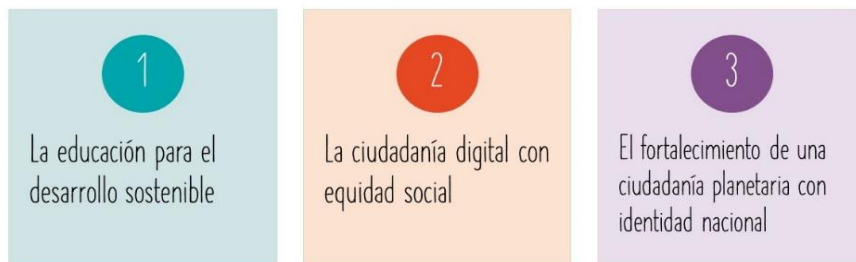 1
La educación para el
desarrollo sostenible
2
La ciudadanía digital con
equidad social
3
El fortalecimiento de una
ciudadanía planetaria con
identidad nacional